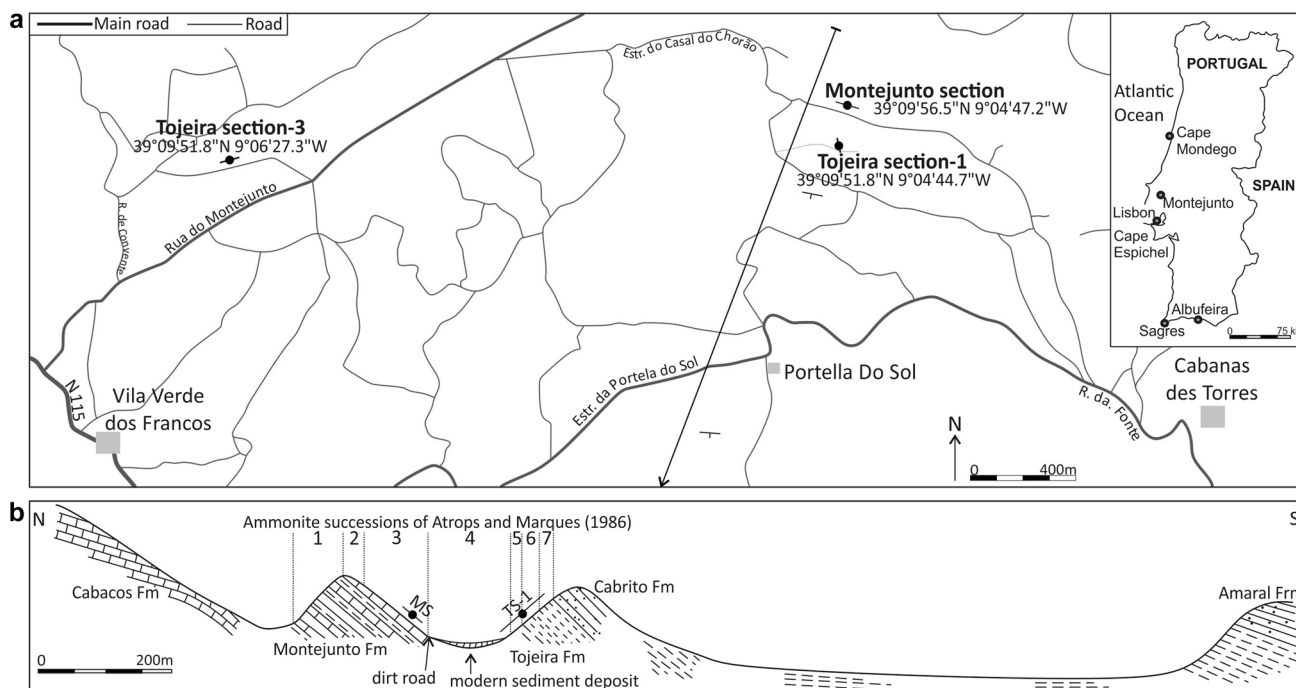 a
Main road
Road
Estr. do Casal do Chorão
Montejunto section
39°09'56.5"N 9°04'47.2"W
Tojeira section-3
39°09'51.8"N 9°06'27.3"W
Tojeira section-1
39°09'51.8"N 9°04'44.7"W
R. de Convente
Rua do Montejunto
N 115
Vila Verde
dos Francos
Estr. da Portela do Sol
Portella Do Sol
R. da. Fonte
Cabanas
des Torres
N
0 400m
PORTUGAL
Atlantic
Ocean
Cape
Mondego
SPAIN
Montejunto
Lisbon
Cape
Espichel
Albufeira
Sagres
0 75 k
b
N
S
Ammonite successions of Atrops and Marques (1986)
1 2 3 4 5 6 7
Cabacos Fm
MS
TS-1
Cabrito Fm
Amaral Fm
Montejunto Fm
Tojeira Fm
dirt road
modern sediment deposit
0 200m